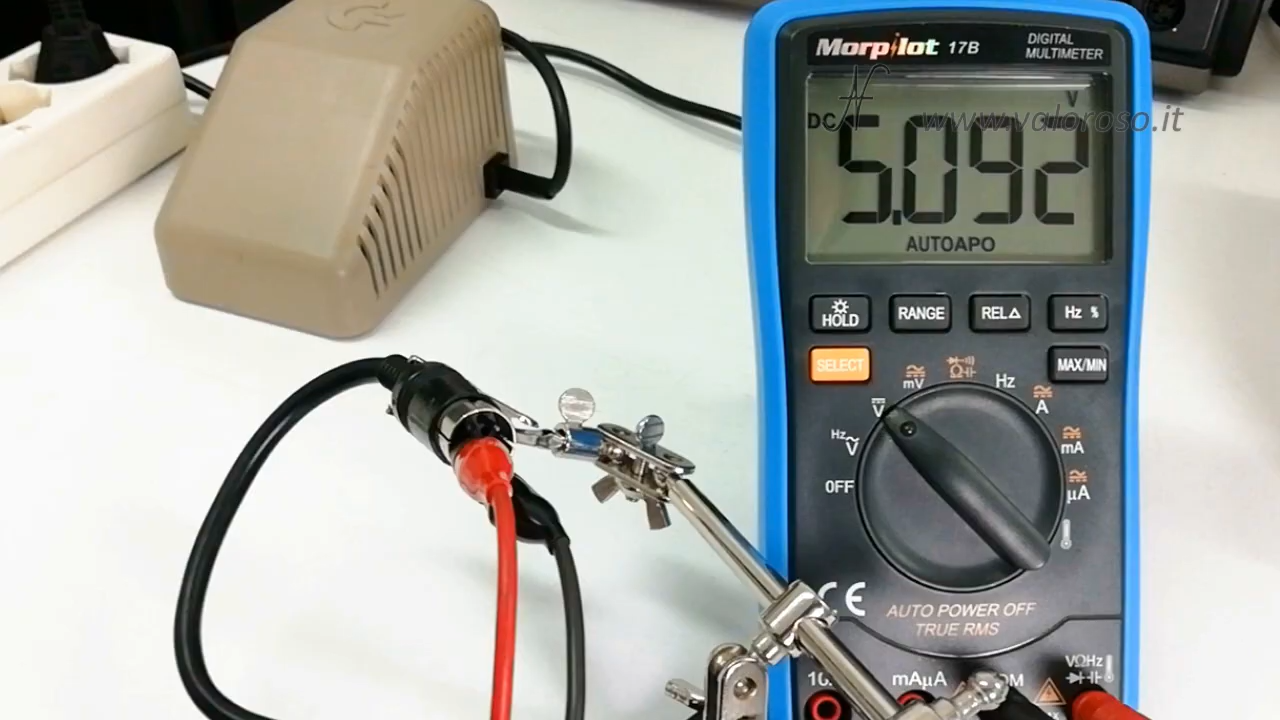 Morpilot 17B
DIGITAL
MULTIMETER
www.valoroso.it
V
DC
5.092
AUTOAPO
HOLD
RANGE
REL△
Hz %
SELECT
MAX/MIN
mV
Ω
Hz
A
V
Hz
V
mA
OFF
µA
CE
AUTO POWER OFF
TRUE RMS
mAµA
VΩHz